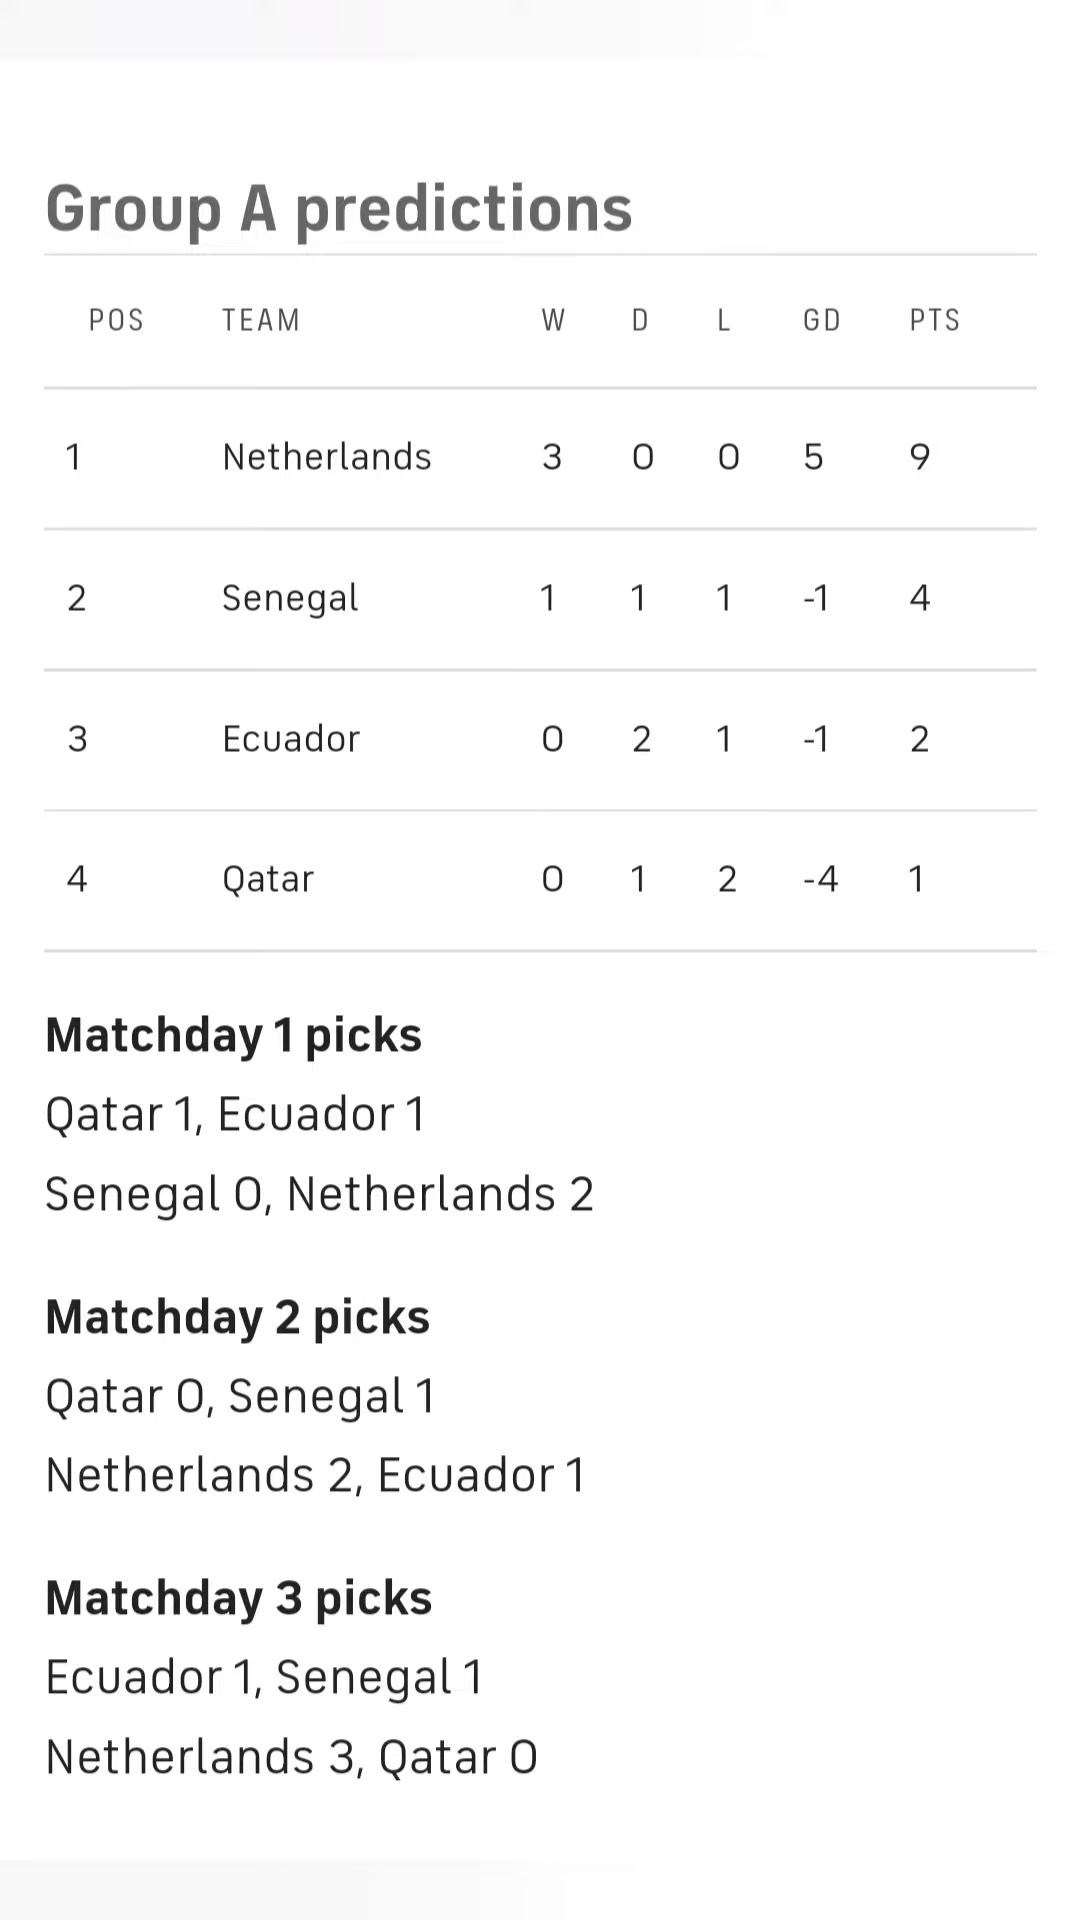 Group A predictions
POS TEAM W D L GD PTS
1 Netherlands 3 0 0 5 9
2 Senegal 1 1 1 -1 4
3 Ecuador 0 2 1 -1 2
4 Qatar 0 1 2 -4 1
Matchday 1 picks
Qatar 1, Ecuador 1
Senegal 0, Netherlands 2
Matchday 2 picks
Qatar 0, Senegal 1
Netherlands 2, Ecuador 1
Matchday 3 picks
Ecuador 1, Senegal 1
Netherlands 3, Qatar 0